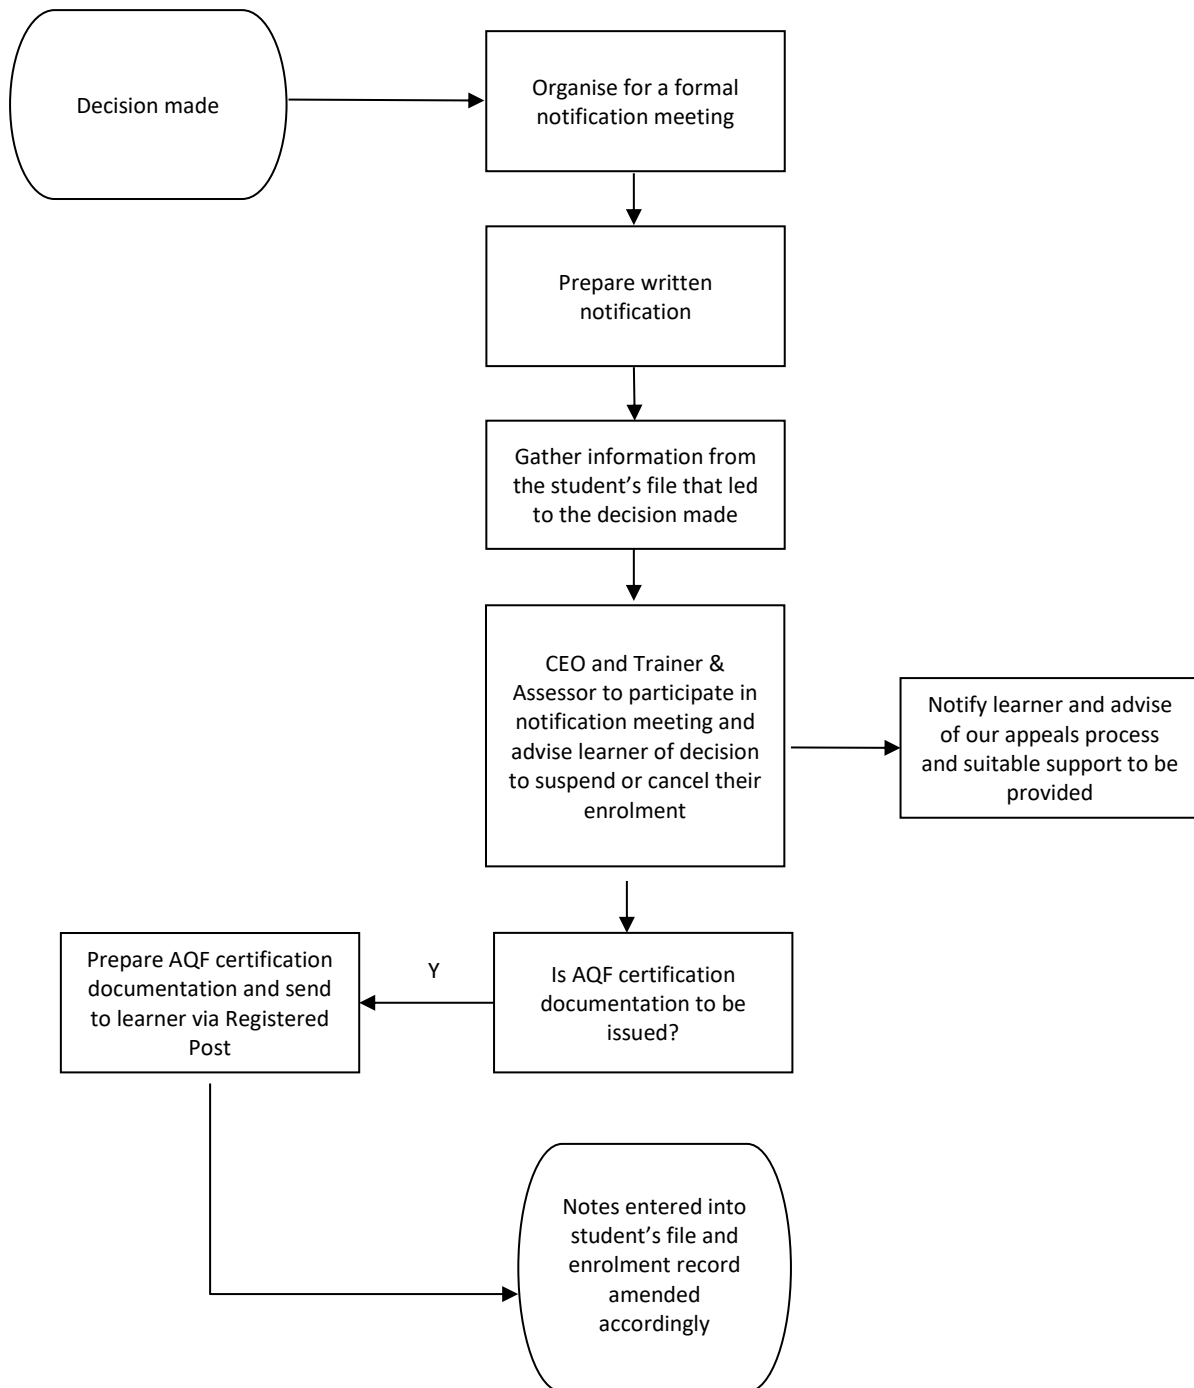 Decision made
Organise for a formal
notification meeting
Prepare written
notification
Gather information from
the student’s file that led
to the decision made
CEO and Trainer &
Assessor to participate in
notification meeting and
advise learner of decision
to suspend or cancel their
enrolment
Notify learner and advise
of our appeals process
and suitable support to be
provided
Prepare AQF certification
documentation and send
to learner via Registered
Post
Y
Is AQF certification
documentation to be
issued?
Notes entered into
student’s file and
enrolment record
amended
accordingly